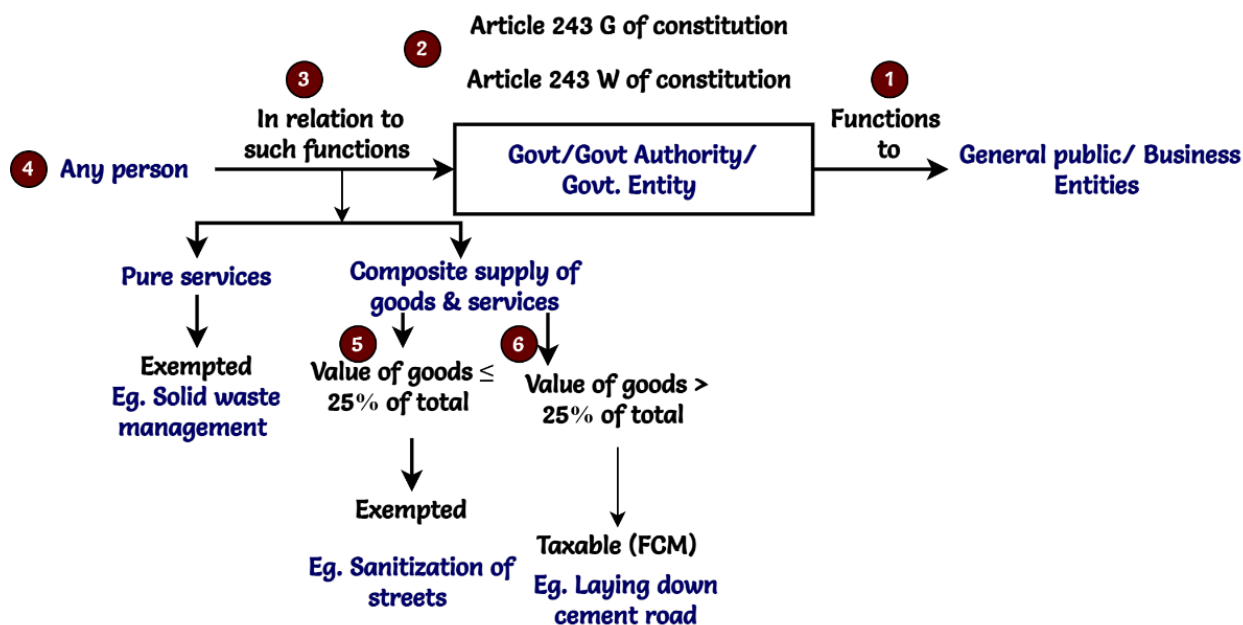 Article 243 G of constitution
2
Article 243 W of constitution
3
1
In relation to
such functions
Functions
to
4 Any person
Govt/Govt Authority/
Govt. Entity
General public/ Business
Entities
Pure services
Composite supply of
goods & services
Exempted
Eg. Solid waste
management
5
Value of goods ≤
25% of total
6
Value of goods >
25% of total
Exempted
Eg. Sanitization of
streets
Taxable (FCM)
Eg. Laying down
cement road